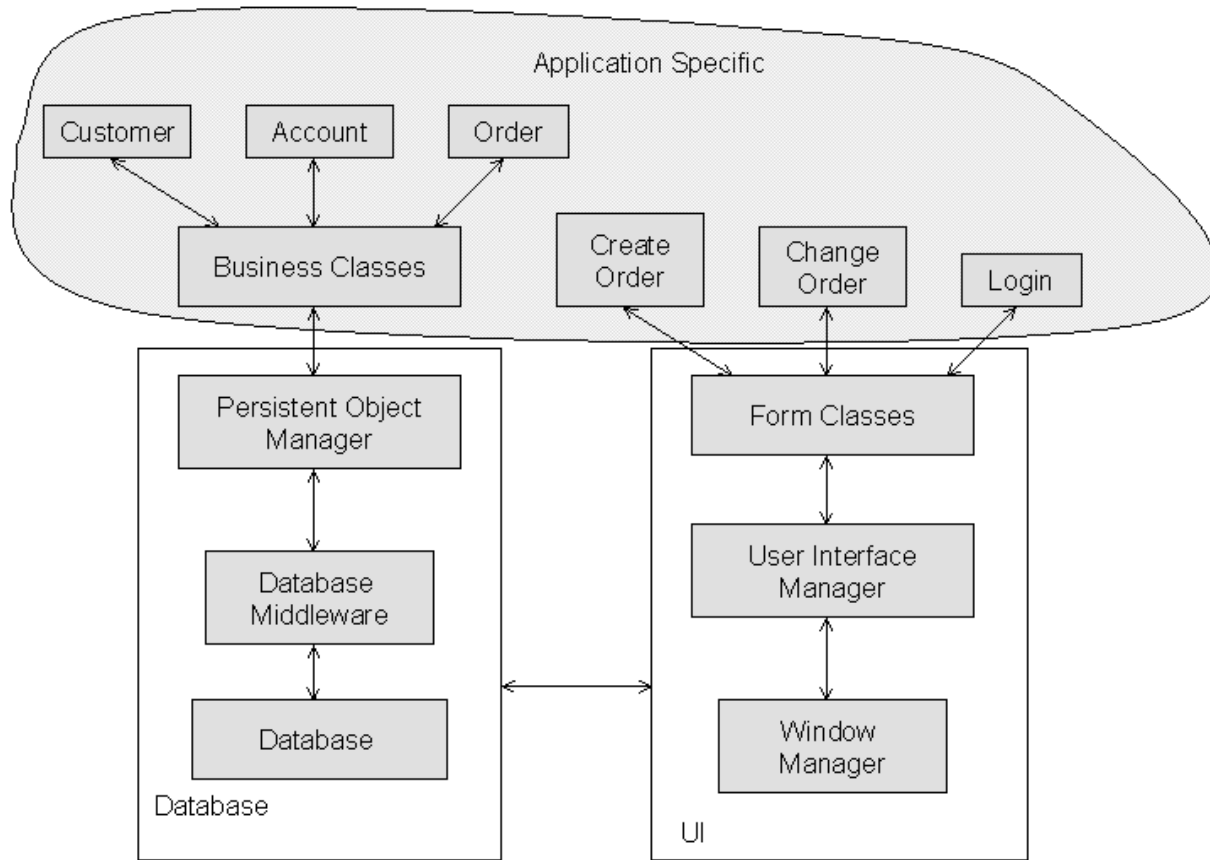 Application Specific
Customer
Account
Order
Business Classes
Create
Order
Change
Order
Login
Persistent Object
Manager
Form Classes
Database
Middleware
User Interface
Manager
Database
Window
Manager
Database
UI